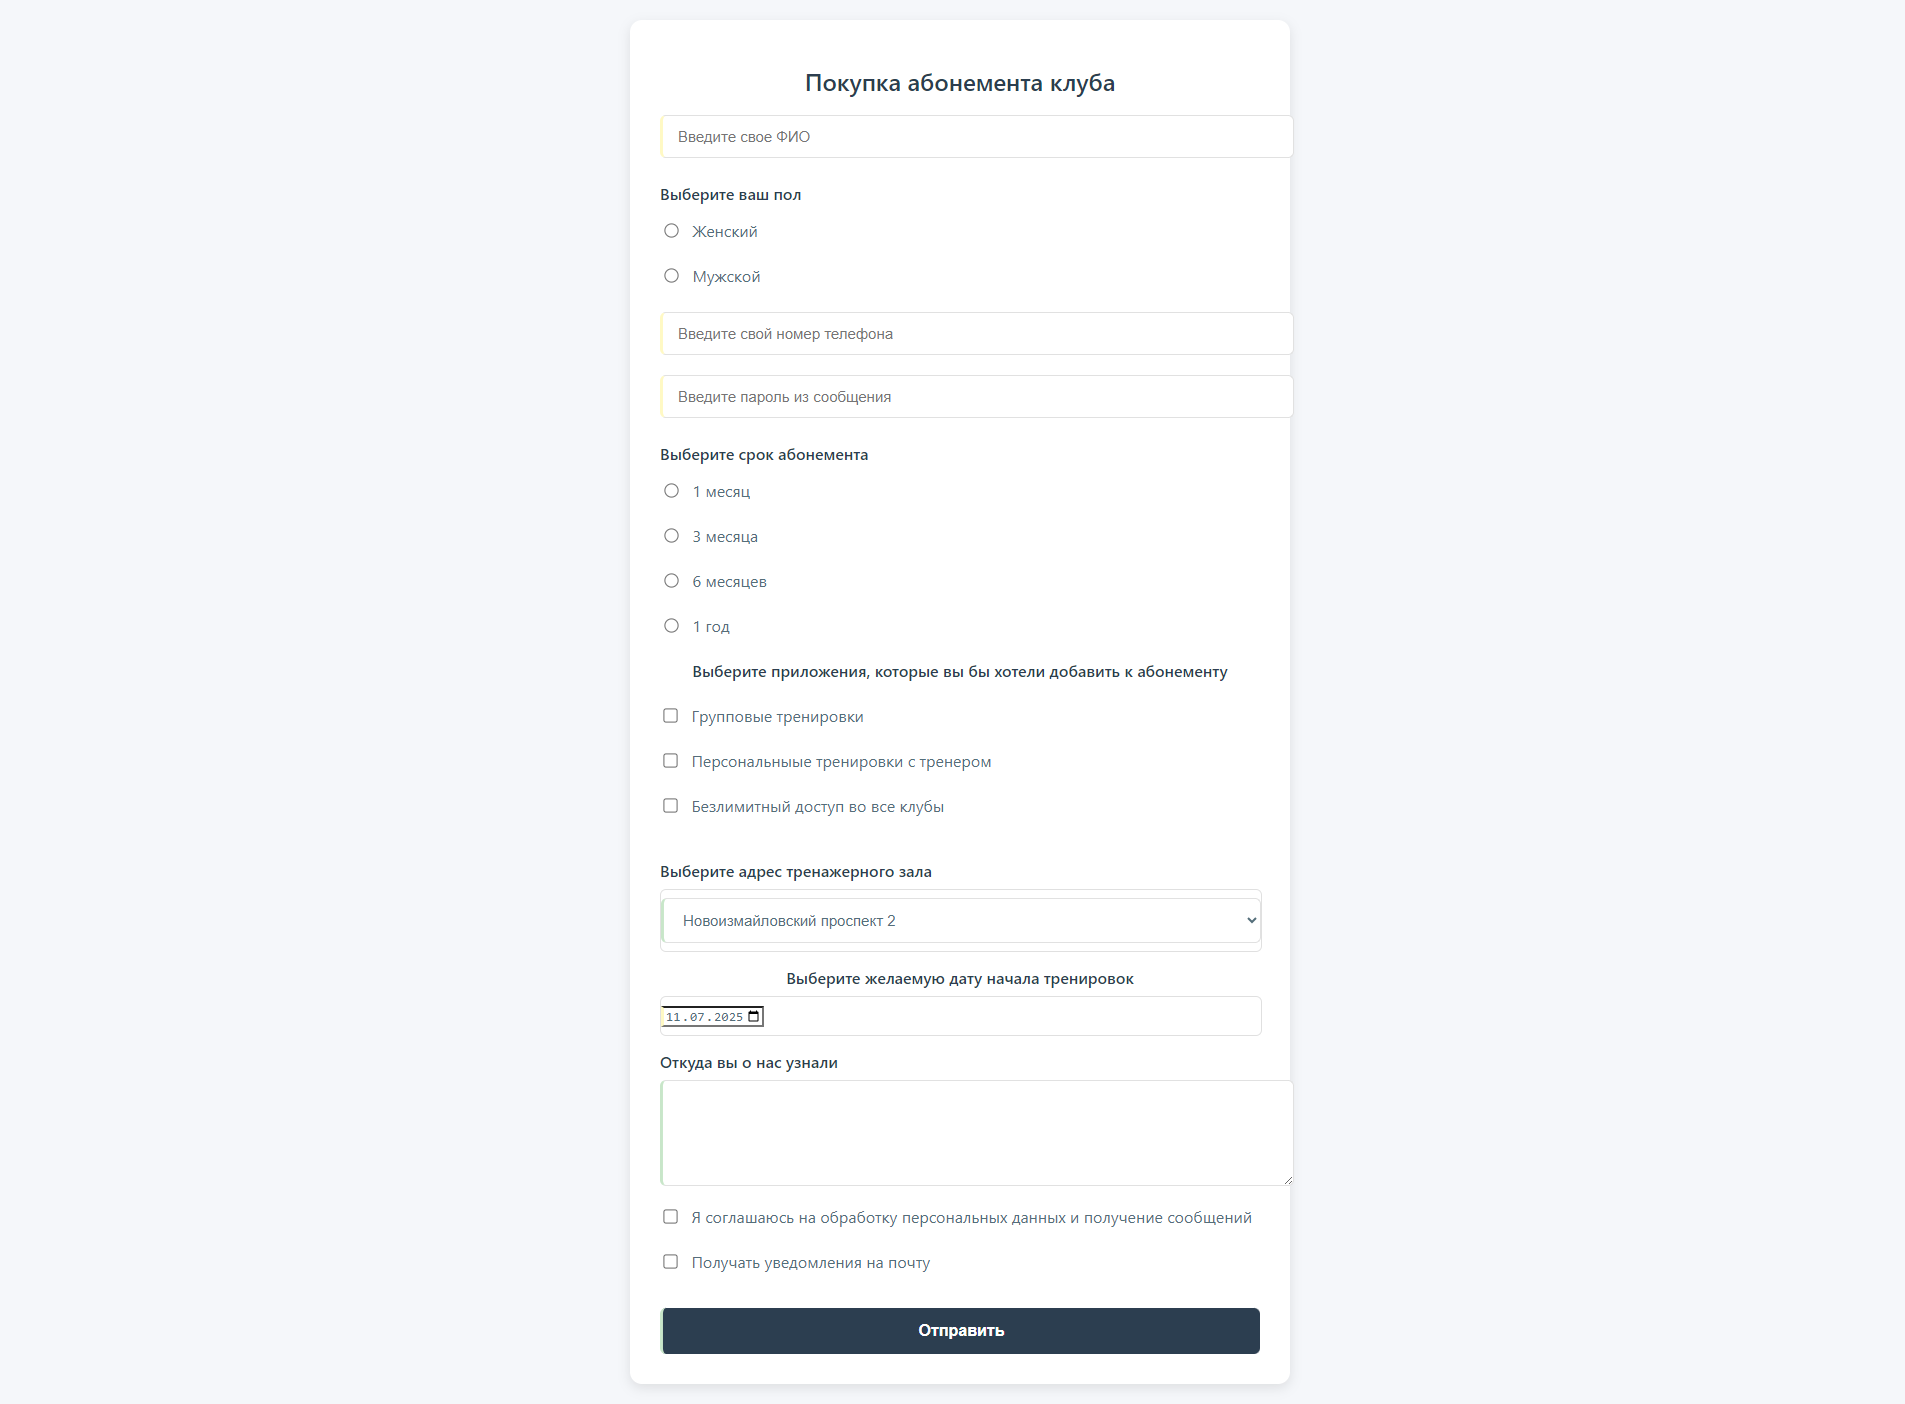 Покупка абонемента клуба
Введите свое ФИО
Выберите ваш пол
Женский
Мужской
Введите свой номер телефона
Введите пароль из сообщения
Выберите срок абонемента
1 месяц
3 месяца
6 месяцев
1 год
Выберите приложения, которые вы бы хотели добавить к абонементу
Групповые тренировки
Персональныые тренировки с тренером
Безлимитный доступ во все клубы
Выберите адрес тренажерного зала
Новоизмайловский проспект 2
Выберите желаемую дату начала тренировок
11.07.2025
Откуда вы о нас узнали
Я соглашаюсь на обработку персональных данных и получение сообщений
Получать уведомления на почту
Отправить